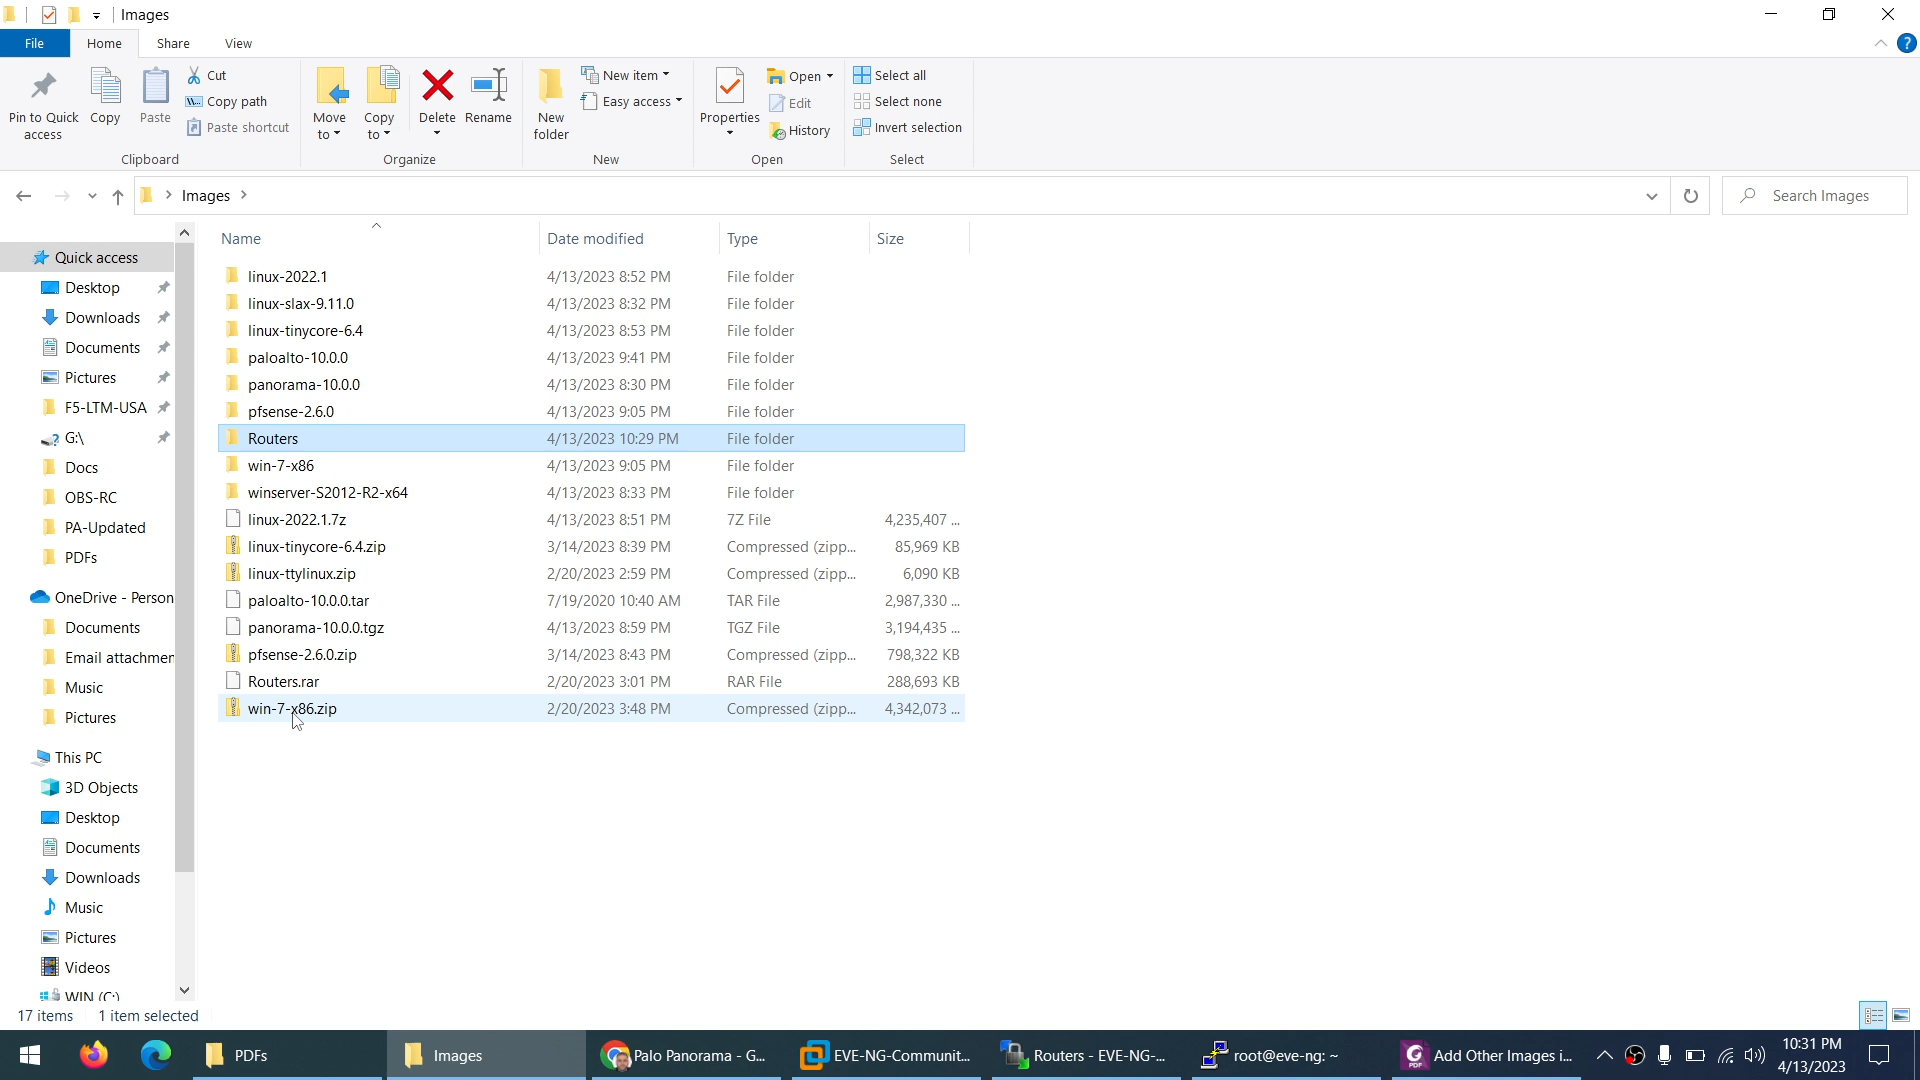 Images
File Home Share View
Pin to Quick access
Copy
Paste
Cut
Copy path
Paste shortcut
Clipboard
Move to
Copy to
Delete
Rename
Organize
New folder
New item
Easy access
New
Properties
Open
Edit
History
Open
Select all
Select none
Invert selection
Select
Images
Search Images
Name Date modified Type Size
Quick access
Desktop
Downloads
Documents
Pictures
F5-LTM-USA
G:\
Docs
OBS-RC
PA-Updated
PDFs
OneDrive - Person
Documents
Email attachmen
Music
Pictures
This PC
3D Objects
Desktop
Documents
Downloads
Music
Pictures
Videos
WIN (C:)
linux-2022.1 4/13/2023 8:52 PM File folder
linux-slax-9.11.0 4/13/2023 8:32 PM File folder
linux-tinycore-6.4 4/13/2023 8:53 PM File folder
paloalto-10.0.0 4/13/2023 9:41 PM File folder
panorama-10.0.0 4/13/2023 8:30 PM File folder
pfsense-2.6.0 4/13/2023 9:05 PM File folder
Routers 4/13/2023 10:29 PM File folder
win-7-x86 4/13/2023 9:05 PM File folder
winserver-S2012-R2-x64 4/13/2023 8:33 PM File folder
linux-2022.1.7z 4/13/2023 8:51 PM 7Z File 4,235,407 ...
linux-tinycore-6.4.zip 3/14/2023 8:39 PM Compressed (zipp... 85,969 KB
linux-ttylinux.zip 2/20/2023 2:59 PM Compressed (zipp... 6,090 KB
paloalto-10.0.0.tar 7/19/2020 10:40 AM TAR File 2,987,330 ...
panorama-10.0.0.tgz 4/13/2023 8:59 PM TGZ File 3,194,435 ...
pfsense-2.6.0.zip 3/14/2023 8:43 PM Compressed (zipp... 798,322 KB
Routers.rar 2/20/2023 3:01 PM RAR File 288,693 KB
win-7-x86.zip 2/20/2023 3:48 PM Compressed (zipp... 4,342,073 ...
17 items 1 item selected
PDFs
Images
Palo Panorama - G...
EVE-NG-Communit...
Routers - EVE-NG-...
root@eve-ng: ~
Add Other Images i...
10:31 PM
4/13/2023